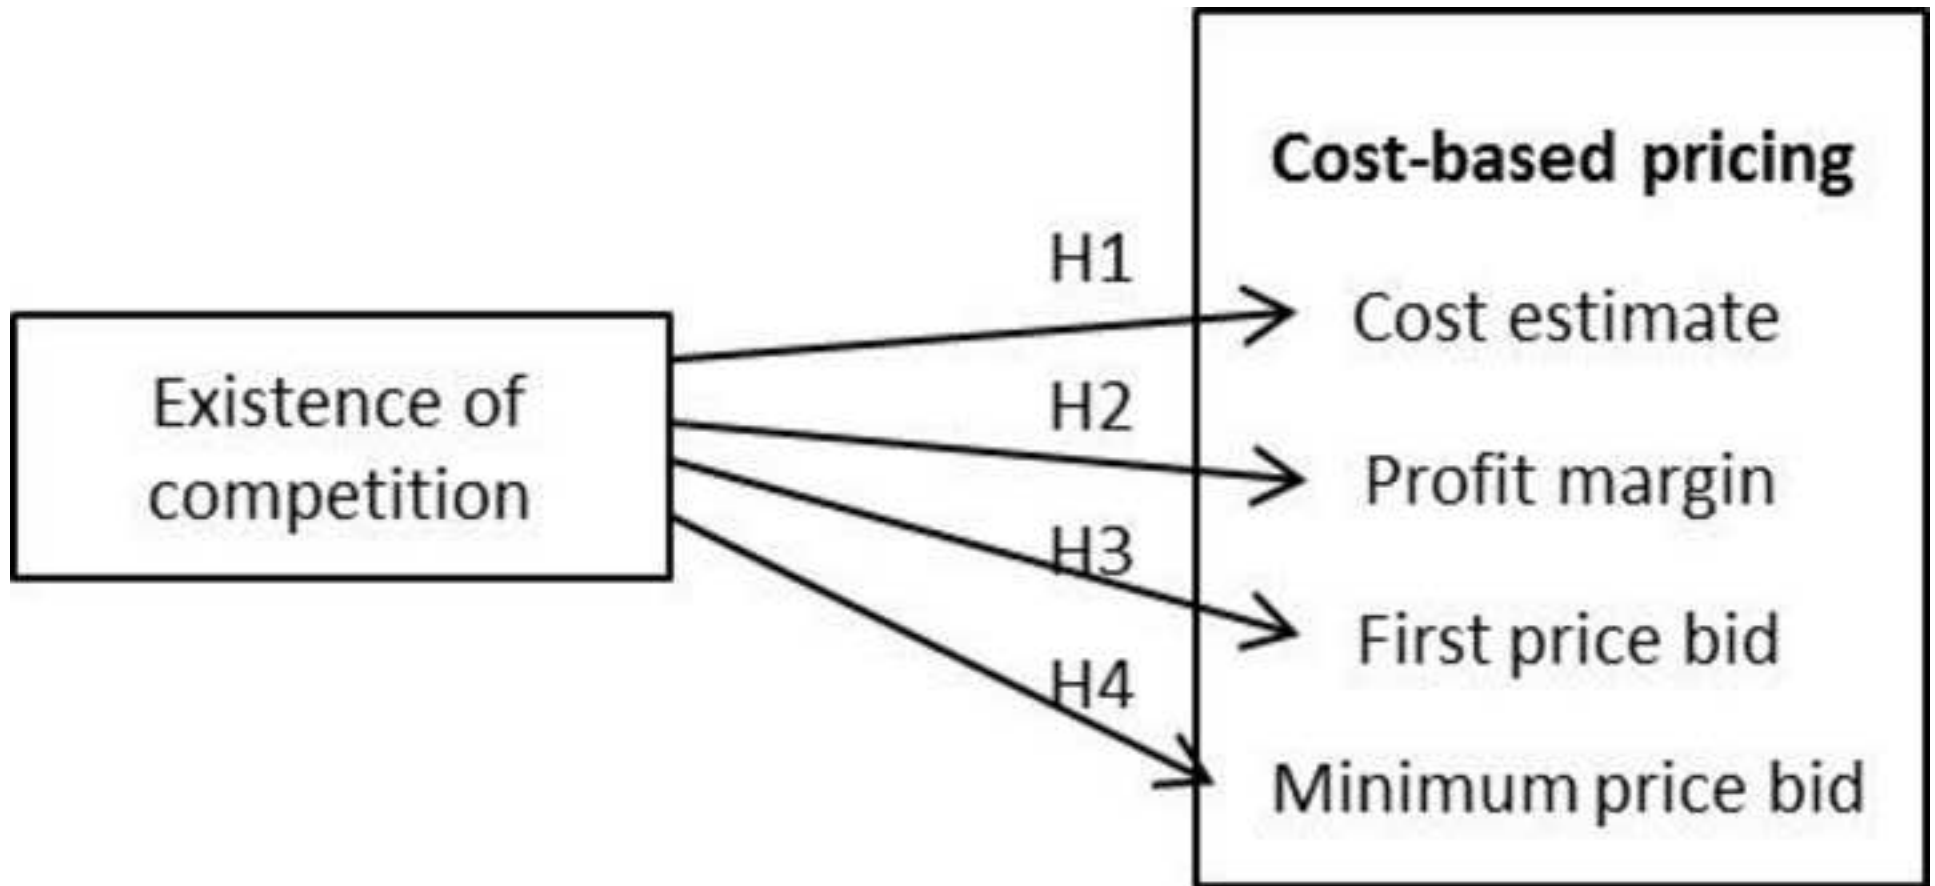 Existence of
competition
H1
H2
H3
H4
Cost-based pricing
Cost estimate
Profit margin
First price bid
Minimum price bid